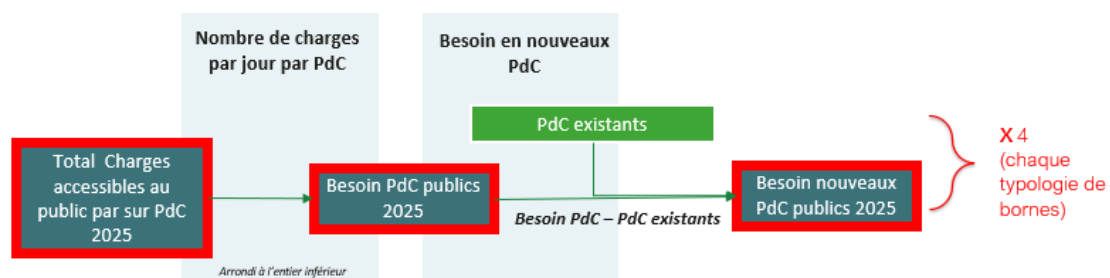 Nombre de charges
par jour par PdC
Besoin en nouveaux
PdC
PdC existants
Total Charges
accessibles au
public par sur PdC
2025
Besoin PdC publics
2025
Besoin PdC – PdC existants
Besoin nouveaux
PdC publics 2025
X 4
(chaque
typologie de
bornes)
Arrondi à l'entier inférieur